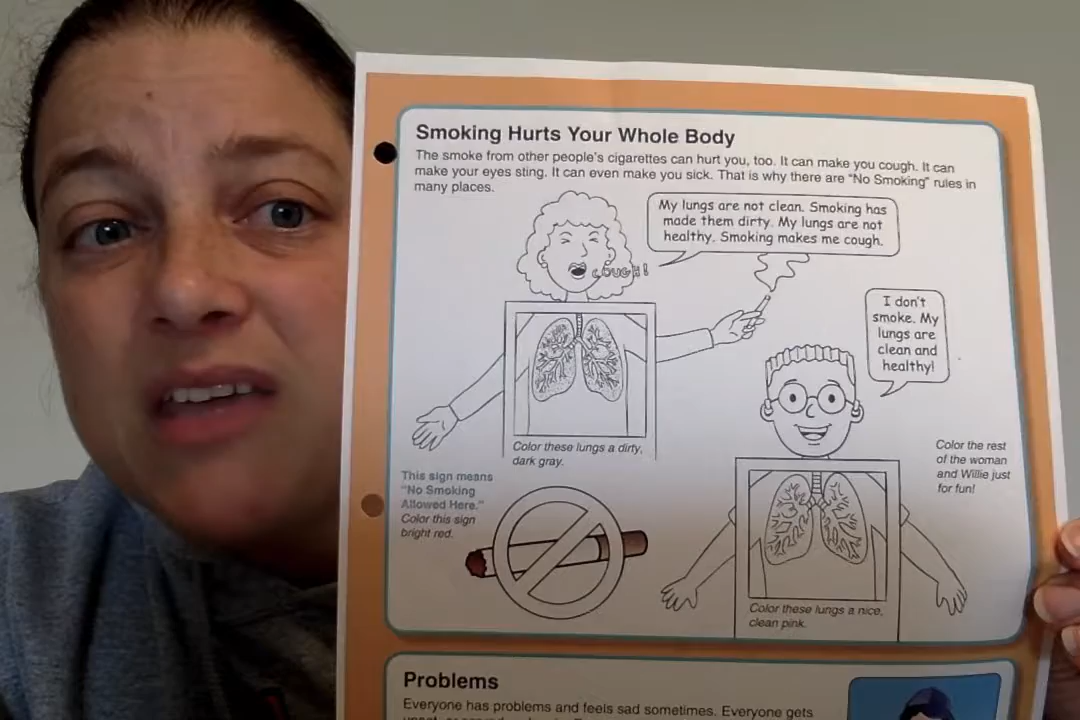 Smoking Hurts Your Whole Body
The smoke from other people's cigarettes can hurt you, too. It can make you cough. It can
make your eyes sting. It can even make you sick. That is why there are "No Smoking" rules in
many places.
My lungs are not clean. Smoking has
made them dirty. My lungs are not
healthy. Smoking makes me cough.
COUGH!
I don't
smoke. My
lungs are
clean and
healthy!
Color these lungs a dirty,
dark gray.
Color the rest
of the woman
and Willie just
for fun!
This sign means
"No Smoking
Allowed Here."
Color this sign
bright red.
Color these lungs a nice,
clean pink.
Problems
Everyone has problems and feels sad sometimes. Everyone gets